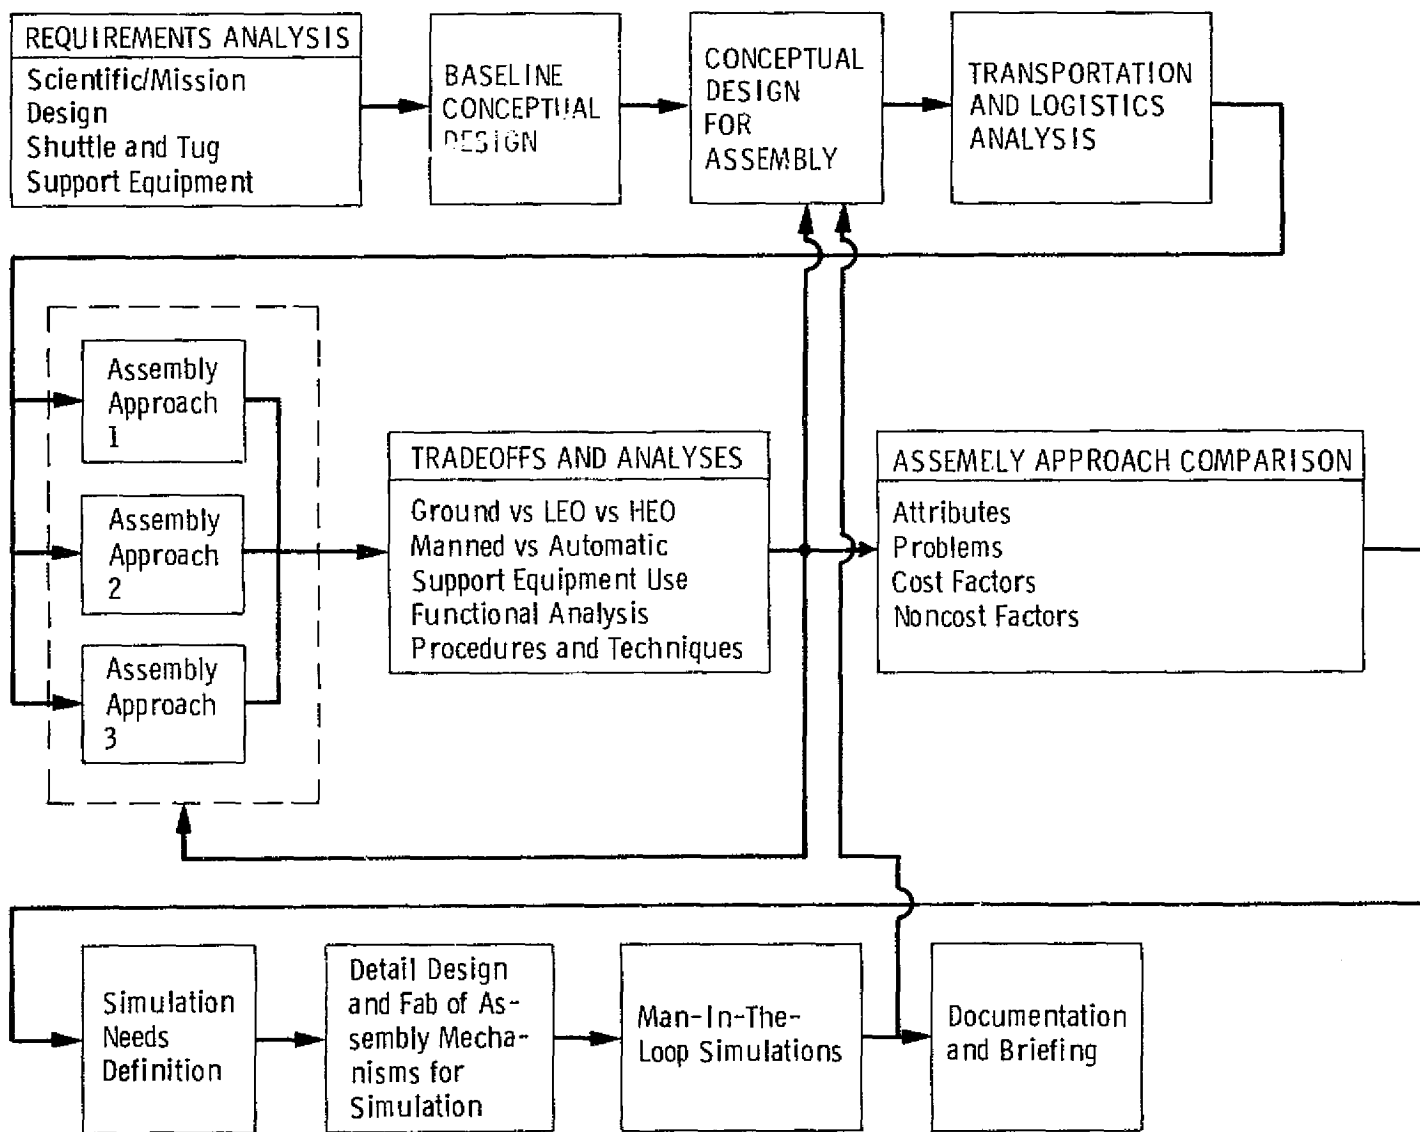 REQUIREMENTS ANALYSIS
Scientific/Mission
Design
Shuttle and Tug
Support Equipment
BASELINE
CONCEPTUAL
DESIGN
CONCEPTUAL
DESIGN
FOR
ASSEMBLY
TRANSPORTATION
AND LOGISTICS
ANALYSIS
Assembly
Approach
1
Assembly
Approach
2
Assembly
Approach
3
TRADEOFFS AND ANALYSES
Ground vs LEO vs HEO
Manned vs Automatic
Support Equipment Use
Functional Analysis
Procedures and Techniques
ASSEMELY APPROACH COMPARISON
Attributes
Problems
Cost Factors
Noncost Factors
Simulation
Needs
Definition
Detail Design
and Fab of As-
sembly Mecha-
nisms for
Simulation
Man-In-The-
Loop Simulations
Documentation
and Briefing